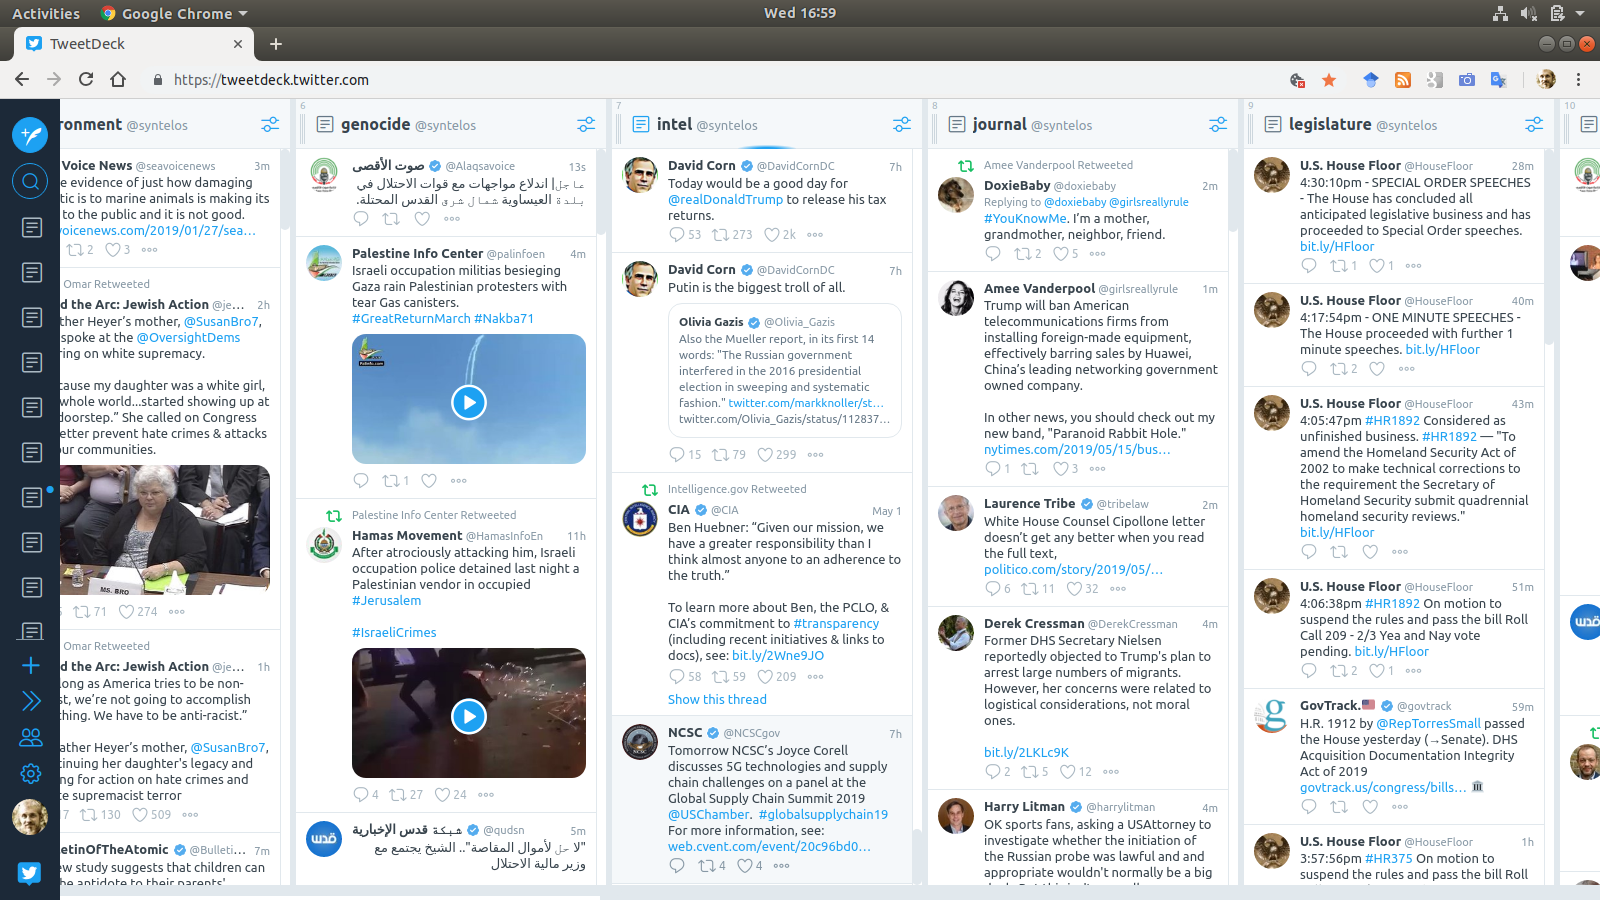 Activities
Google Chrome
Wed 16:59
TweetDeck
https://tweetdeck.twitter.com
ronment @syntelos
Voice News @seavoicenews 3m
e evidence of just how damaging
tic is to marine animals is making its
to the public and it is not good.
voicenews.com/2019/01/27/sea…
2 3
Omar Retweeted
d the Arc: Jewish Action @je… 2h
ther Heyer's mother, @SusanBro7,
spoke at the @OversightDems
ring on white supremacy.
cause my daughter was a white girl,
whole world...started showing up at
doorstep." She called on Congress
etter prevent hate crimes & attacks
our communities.
MS. BRO
71 274
Omar Retweeted
d the Arc: Jewish Action @je… 1h
long as America tries to be non-
st, we're not going to accomplish
thing. We have to be anti-racist."
ather Heyer's mother, @SusanBro7,
tinuing her daughter's legacy and
ng for action on hate crimes and
te supremacist terror
7 130 509
etinOfTheAtomic @Bulleti… 7m
ew study suggests that children can
the antidote to their parents'
6
genocide @syntelos
صوت الأقصى @Alaqsavoice 13s
عاجل| اندلاع مواجهات مع قوات الاحتلال في
بلدة العيساوية شمال شرق القدس المحتلة.
Palestine Info Center @palinfoen 4m
Israeli occupation militias besieging
Gaza rain Palestinian protesters with
tear Gas canisters.
#GreatReturnMarch #Nakba71
1
Palestine Info Center Retweeted
Hamas Movement @HamasInfoEn 11h
After atrociously attacking him, Israeli
occupation police detained last night a
Palestinian vendor in occupied
#Jerusalem
#IsraeliCrimes
4 27 24
شبكة قدس الإخبارية @qudsn 5m
"لا حل لأموال المقاصة".. الشيخ يجتمع مع
وزير مالية الاحتلال
7
intel @syntelos
David Corn @DavidCornDC 7h
Today would be a good day for
@realDonaldTrump to release his tax
returns.
53 273 2k
David Corn @DavidCornDC 7h
Putin is the biggest troll of all.
Olivia Gazis @Olivia_Gazis
Also the Mueller report, in its first 14
words: "The Russian government
interfered in the 2016 presidential
election in sweeping and systematic
fashion." twitter.com/markknoller/st…
twitter.com/Olivia_Gazis/status/112837…
15 79 299
Intelligence.gov Retweeted
CIA @CIA May 1
Ben Huebner: "Given our mission, we
have a greater responsibility than I
think almost anyone to an adherence to
the truth."
To learn more about Ben, the PCLO, &
CIA's commitment to #transparency
(including recent initiatives & links to
docs), see: bit.ly/2Wne9JO
58 59 209
Show this thread
NCSC @NCSCgov 7h
Tomorrow NCSC's Joyce Corell
discusses 5G technologies and supply
chain challenges on a panel at the
Global Supply Chain Summit 2019
@USChamber. #globalsupplychain19
For more information, see:
web.cvent.com/event/20c96bd0…
4 4
8
journal @syntelos
Amee Vanderpool Retweeted
DoxieBaby @doxiebaby 2m
Replying to @doxiebaby @girlsreallyrule
#YouKnowMe. I'm a mother,
grandmother, neighbor, friend.
2 5
Amee Vanderpool @girlsreallyrule 1m
Trump will ban American
telecommunications firms from
installing foreign-made equipment,
effectively barring sales by Huawei,
China's leading networking government
owned company.
In other news, you should check out my
new band, "Paranoid Rabbit Hole."
nytimes.com/2019/05/15/bus…
1 3
Laurence Tribe @tribelaw 2m
White House Counsel Cipollone letter
doesn't get any better when you read
the full text,
politico.com/story/2019/05/…
6 11 32
Derek Cressman @DerekCressman 4m
Former DHS Secretary Nielsen
reportedly objected to Trump's plan to
arrest large numbers of migrants.
However, her concerns were related to
logistical considerations, not moral
ones.
bit.ly/2LKLc9K
2 5 12
Harry Litman @harrylitman 4m
OK sports fans, asking a USAttorney to
investigate whether the initiation of
the Russian probe was lawful and and
appropriate wouldn't normally be a big
9
legislature @syntelos
U.S. House Floor @HouseFloor 28m
4:30:10pm - SPECIAL ORDER SPEECHES
- The House has concluded all
anticipated legislative business and has
proceeded to Special Order speeches.
bit.ly/HFloor
1 1
U.S. House Floor @HouseFloor 40m
4:17:54pm - ONE MINUTE SPEECHES -
The House proceeded with further 1
minute speeches. bit.ly/HFloor
2
U.S. House Floor @HouseFloor 43m
4:05:47pm #HR1892 Considered as
unfinished business. #HR1892 — "To
amend the Homeland Security Act of
2002 to make technical corrections to
the requirement the Secretary of
Homeland Security submit quadrennial
homeland security reviews."
bit.ly/HFloor
U.S. House Floor @HouseFloor 51m
4:06:38pm #HR1892 On motion to
suspend the rules and pass the bill Roll
Call 209 - 2/3 Yea and Nay vote
pending. bit.ly/HFloor
2 1
GovTrack. @govtrack 59m
H.R. 1912 by @RepTorresSmall passed
the House yesterday (→Senate). DHS
Acquisition Documentation Integrity
Act of 2019
govtrack.us/congress/bills…
U.S. House Floor @HouseFloor 1h
3:57:56pm #HR375 On motion to
suspend the rules and pass the bill Roll
10